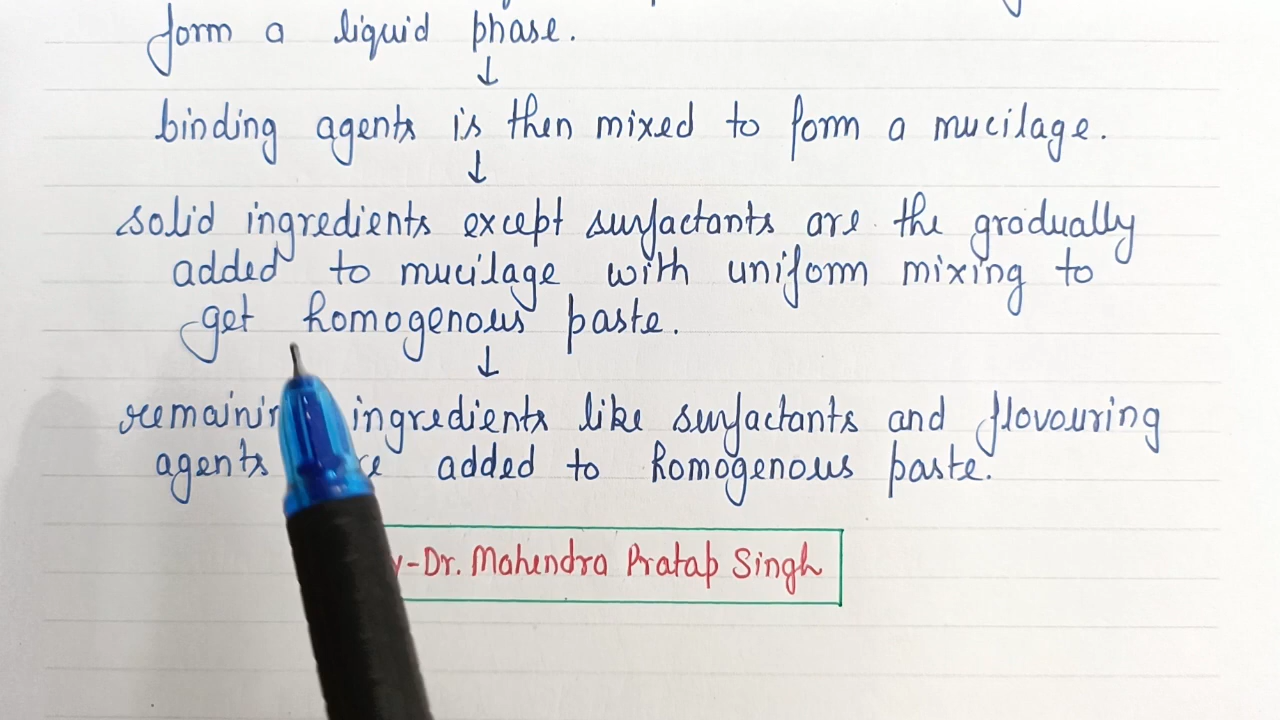 form a liquid phase.
↓
binding agents is then mixed to form a mucilage.
↓
solid ingredients except surfactants are the gradually
added to mucilage with uniform mixing to
get homogenous paste.
↓
ingredients like surfactants and flovouring
agents added to homogenous paste.
-Dr. Mahendra Pratap Singh